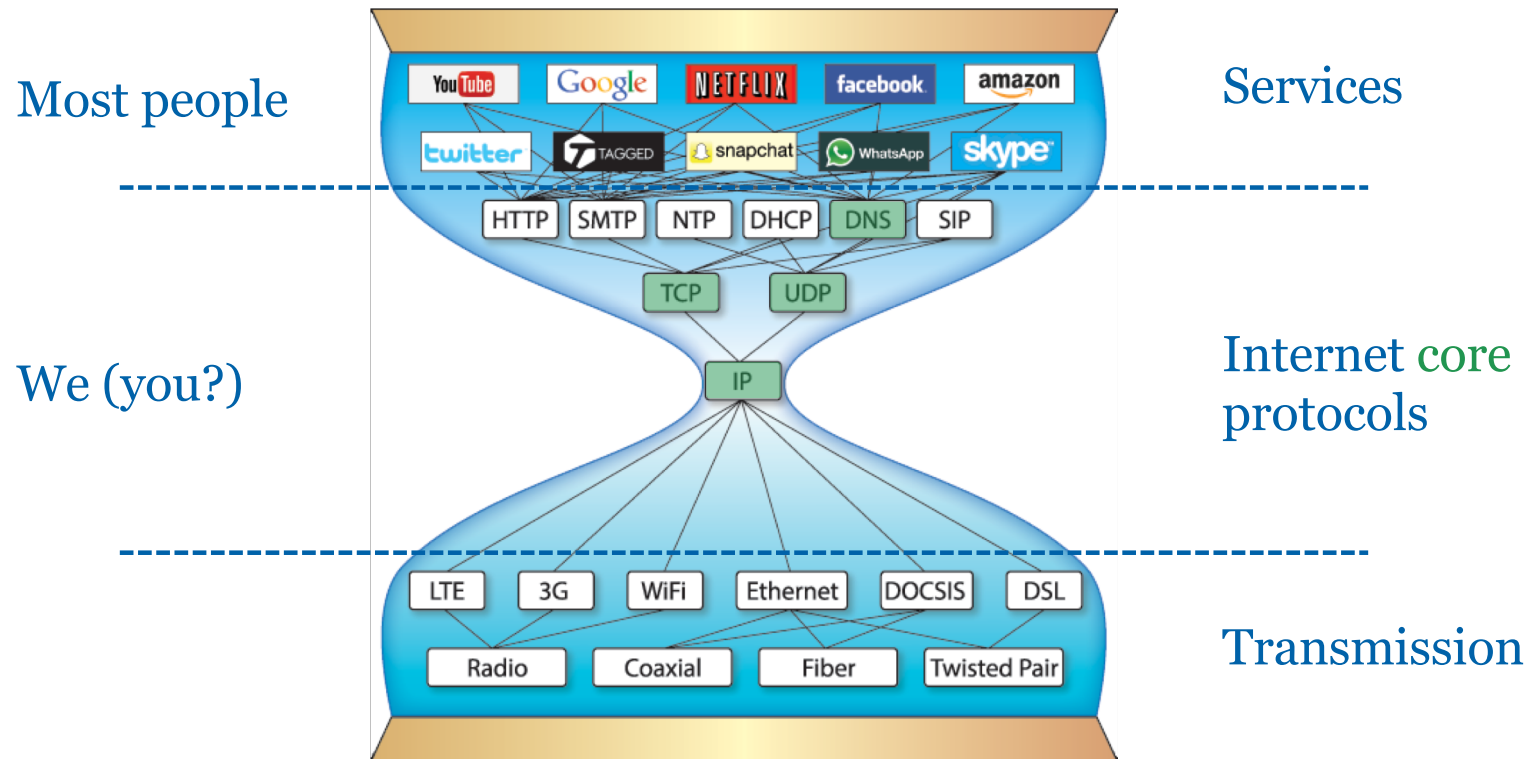 Most people
YouTube
Google
NETFLIX
facebook
amazon
Services
twitter
TAGGED
snapchat
WhatsApp
skype™
HTTP
SMTP
NTP
DHCP
DNS
SIP
TCP
UDP
We (you?)
IP
Internet core
protocols
LTE
3G
WiFi
Ethernet
DOCSIS
DSL
Radio
Coaxial
Fiber
Twisted Pair
Transmission